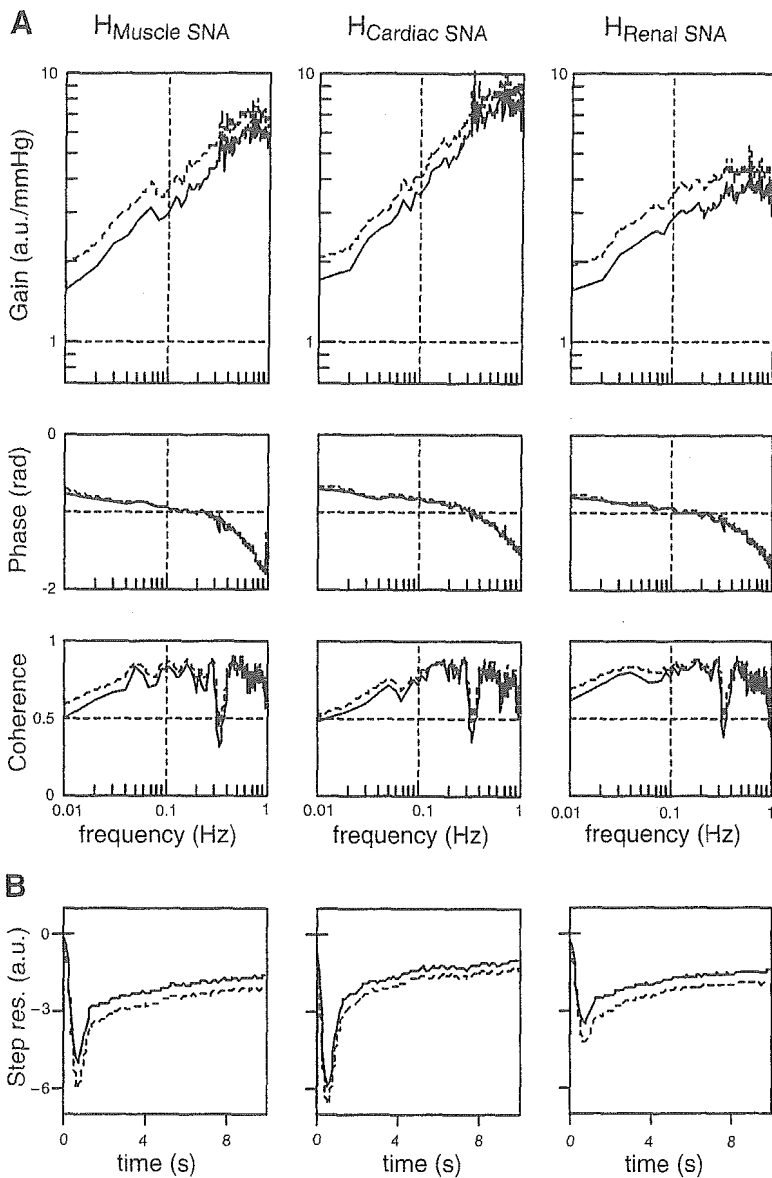 A
H Muscle SNA
H Cardiac SNA
H Renal SNA
Gain (a.u./mmHg)
10
1
10
1
10
1
Phase (rad)
0
-2
Coherence
1
0.5
0
0.01 0.1 1
0.01 0.1 1
0.01 0.1 1
frequency (Hz)
frequency (Hz)
frequency (Hz)
B
Step res. (a.u.)
0
-3
-6
0 4 8
0 4 8
0 4 8
time (s)
time (s)
time (s)